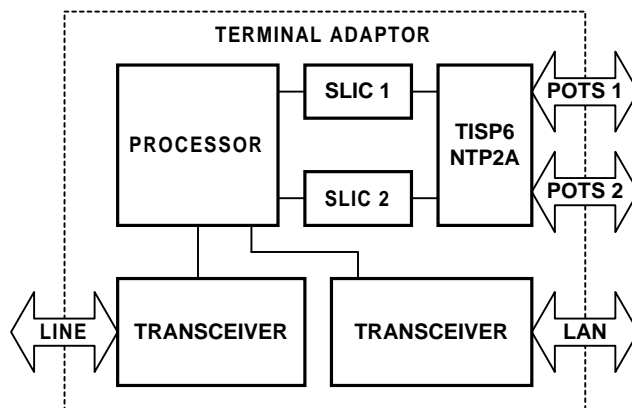 TERMINAL ADAPTOR
SLIC 1
POTS 1
PROCESSOR
TISP6
NTP2A
SLIC 2
POTS 2
LINE
TRANSCEIVER
TRANSCEIVER
LAN